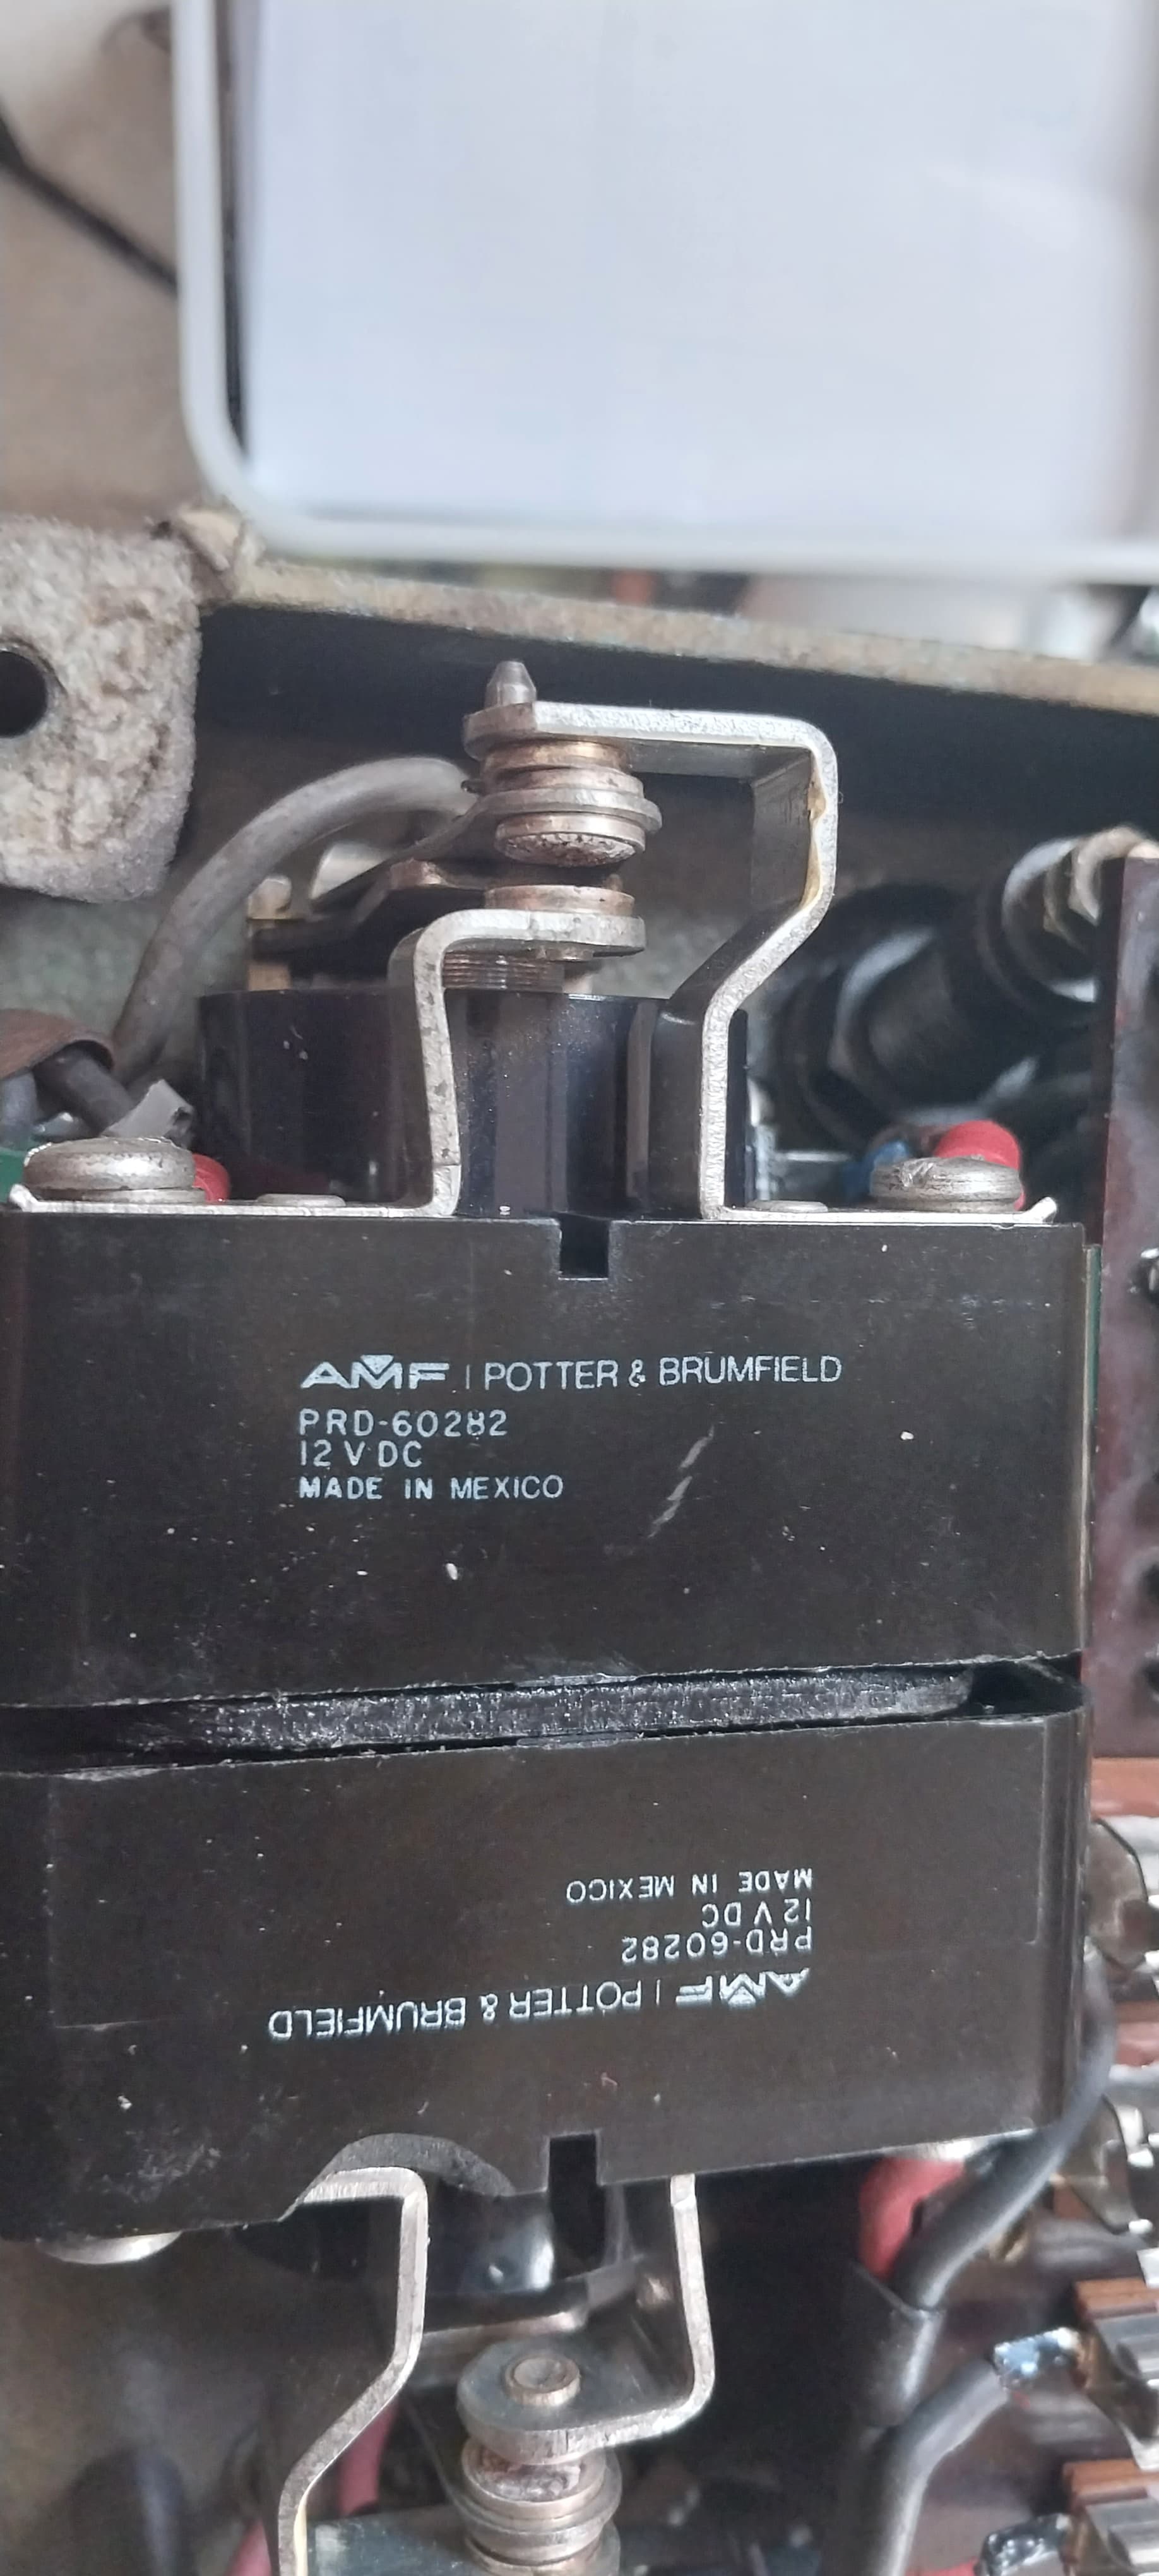 AMF | POTTER & BRUMFIELD
PRD-60282
12 V DC
MADE IN MEXICO
AMF | POTTER & BRUMFIELD
PRD-60282
12 V DC
MADE IN MEXICO